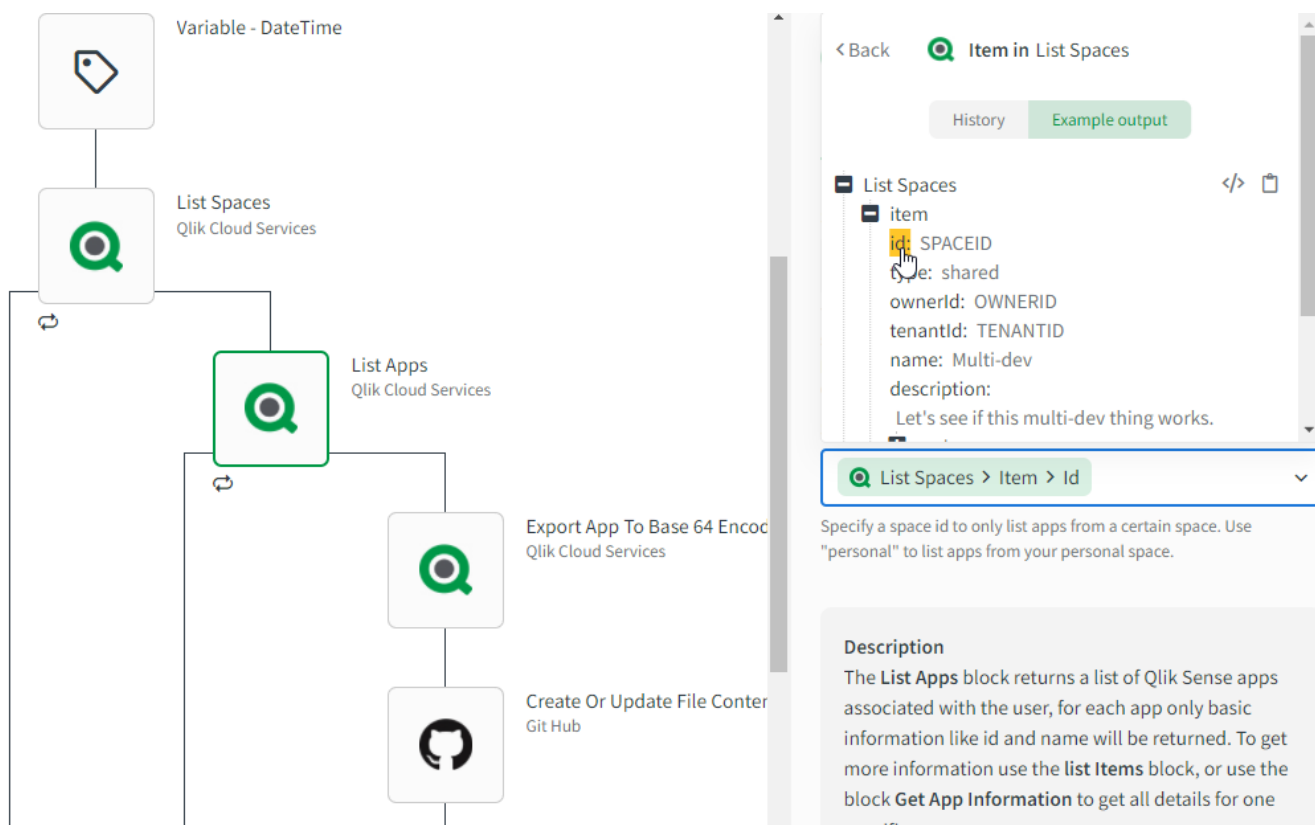 Variable - DateTime
List Spaces
Qlik Cloud Services
List Apps
Qlik Cloud Services
Export App To Base 64 Encod
Qlik Cloud Services
Create Or Update File Conter
Git Hub
Back
Item in List Spaces
History
Example output
List Spaces
</>
item
id: SPACEID
type: shared
ownerId: OWNERID
tenantId: TENANTID
name: Multi-dev
description:
Let's see if this multi-dev thing works.
List Spaces > Item > Id
Specify a space id to only list apps from a certain space. Use
"personal" to list apps from your personal space.
Description
The List Apps block returns a list of Qlik Sense apps
associated with the user, for each app only basic
information like id and name will be returned. To get
more information use the list Items block, or use the
block Get App Information to get all details for one